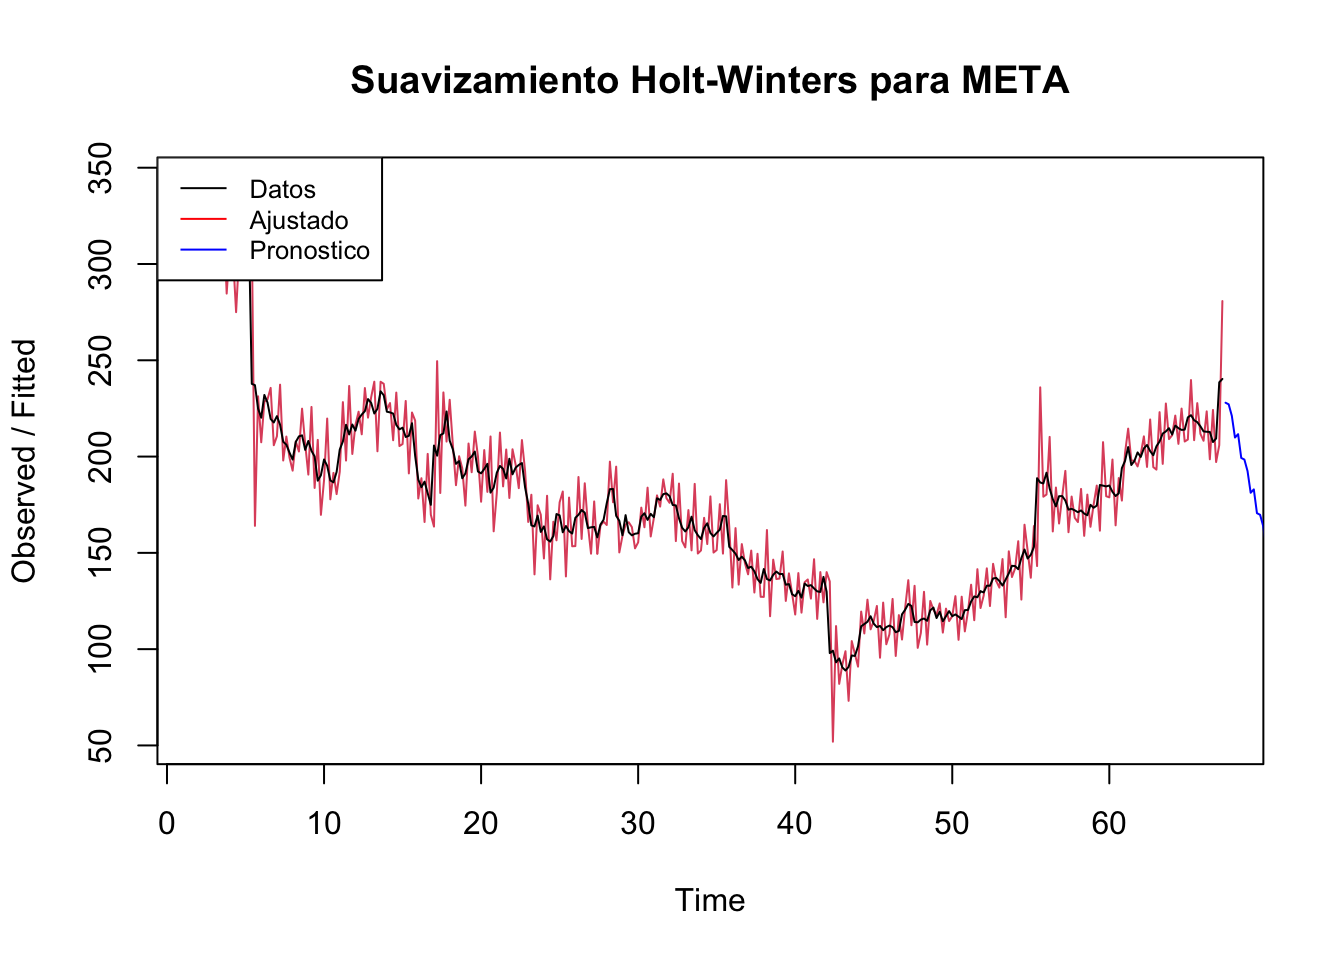 Suavizamiento Holt-Winters para META
Observed / Fitted
350
300
250
200
150
100
50
Datos
Ajustado
Pronostico
0 10 20 30 40 50 60
Time